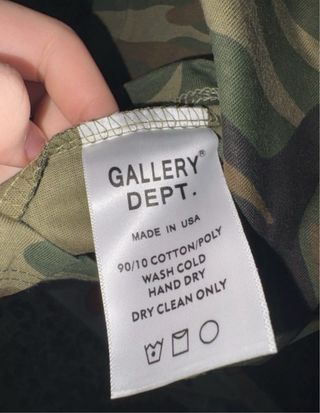 GALLERY®
DEPT.
MADE IN USA
90/10 COTTON/POLY
WASH COLD
HAND DRY
DRY CLEAN ONLY